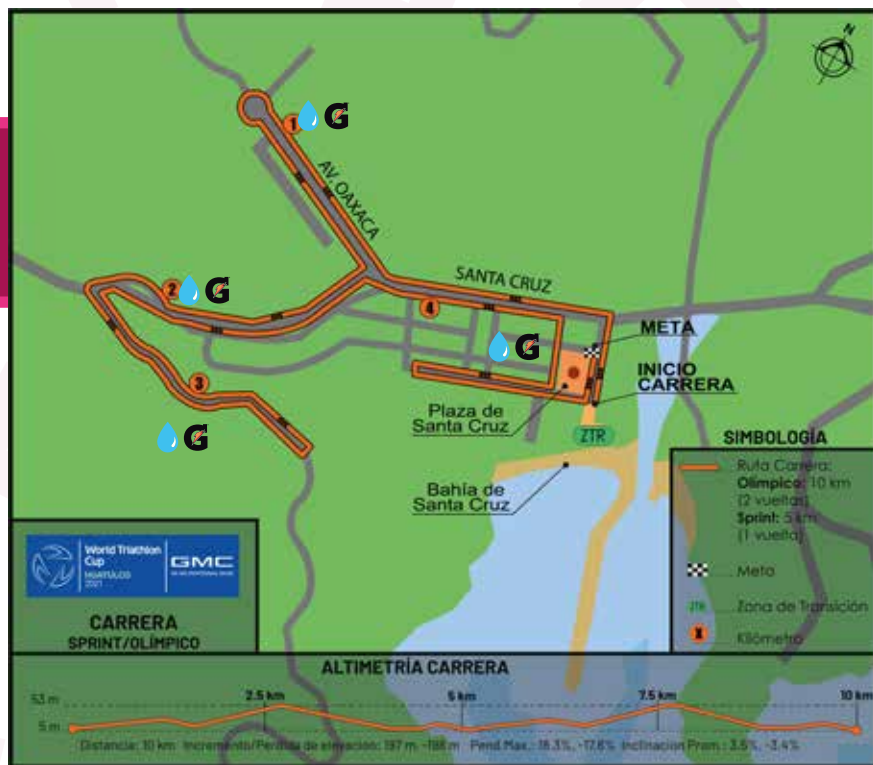 N
1
G
AV. OAXACA
2
G
SANTA CRUZ
4
META
G
INICIO
CARRERA
3
G
Plaza de
Santa Cruz
ZTR
Bahía de
Santa Cruz
SIMBOLOGÍA
Ruta Carrera:
Olímpico: 10 km
(2 vueltas)
Sprint: 5 km
(1 vuelta)
Meta
ZTR Zona de Transición
X Kilómetro
World Triathlon
Cup
HUATULCO
2021
GMC
CARRERA
SPRINT/OLÍMPICO
ALTIMETRÍA CARRERA
53 m
2.5 km
5 km
7.5 km
10 km
5 m
Distancia: 10 km Incremento/Perdida de elevación: 197 m, -198 m Pend Max.: 18.3%, -17.6% Inclinacion Prom.: 3.5%, -3.4%